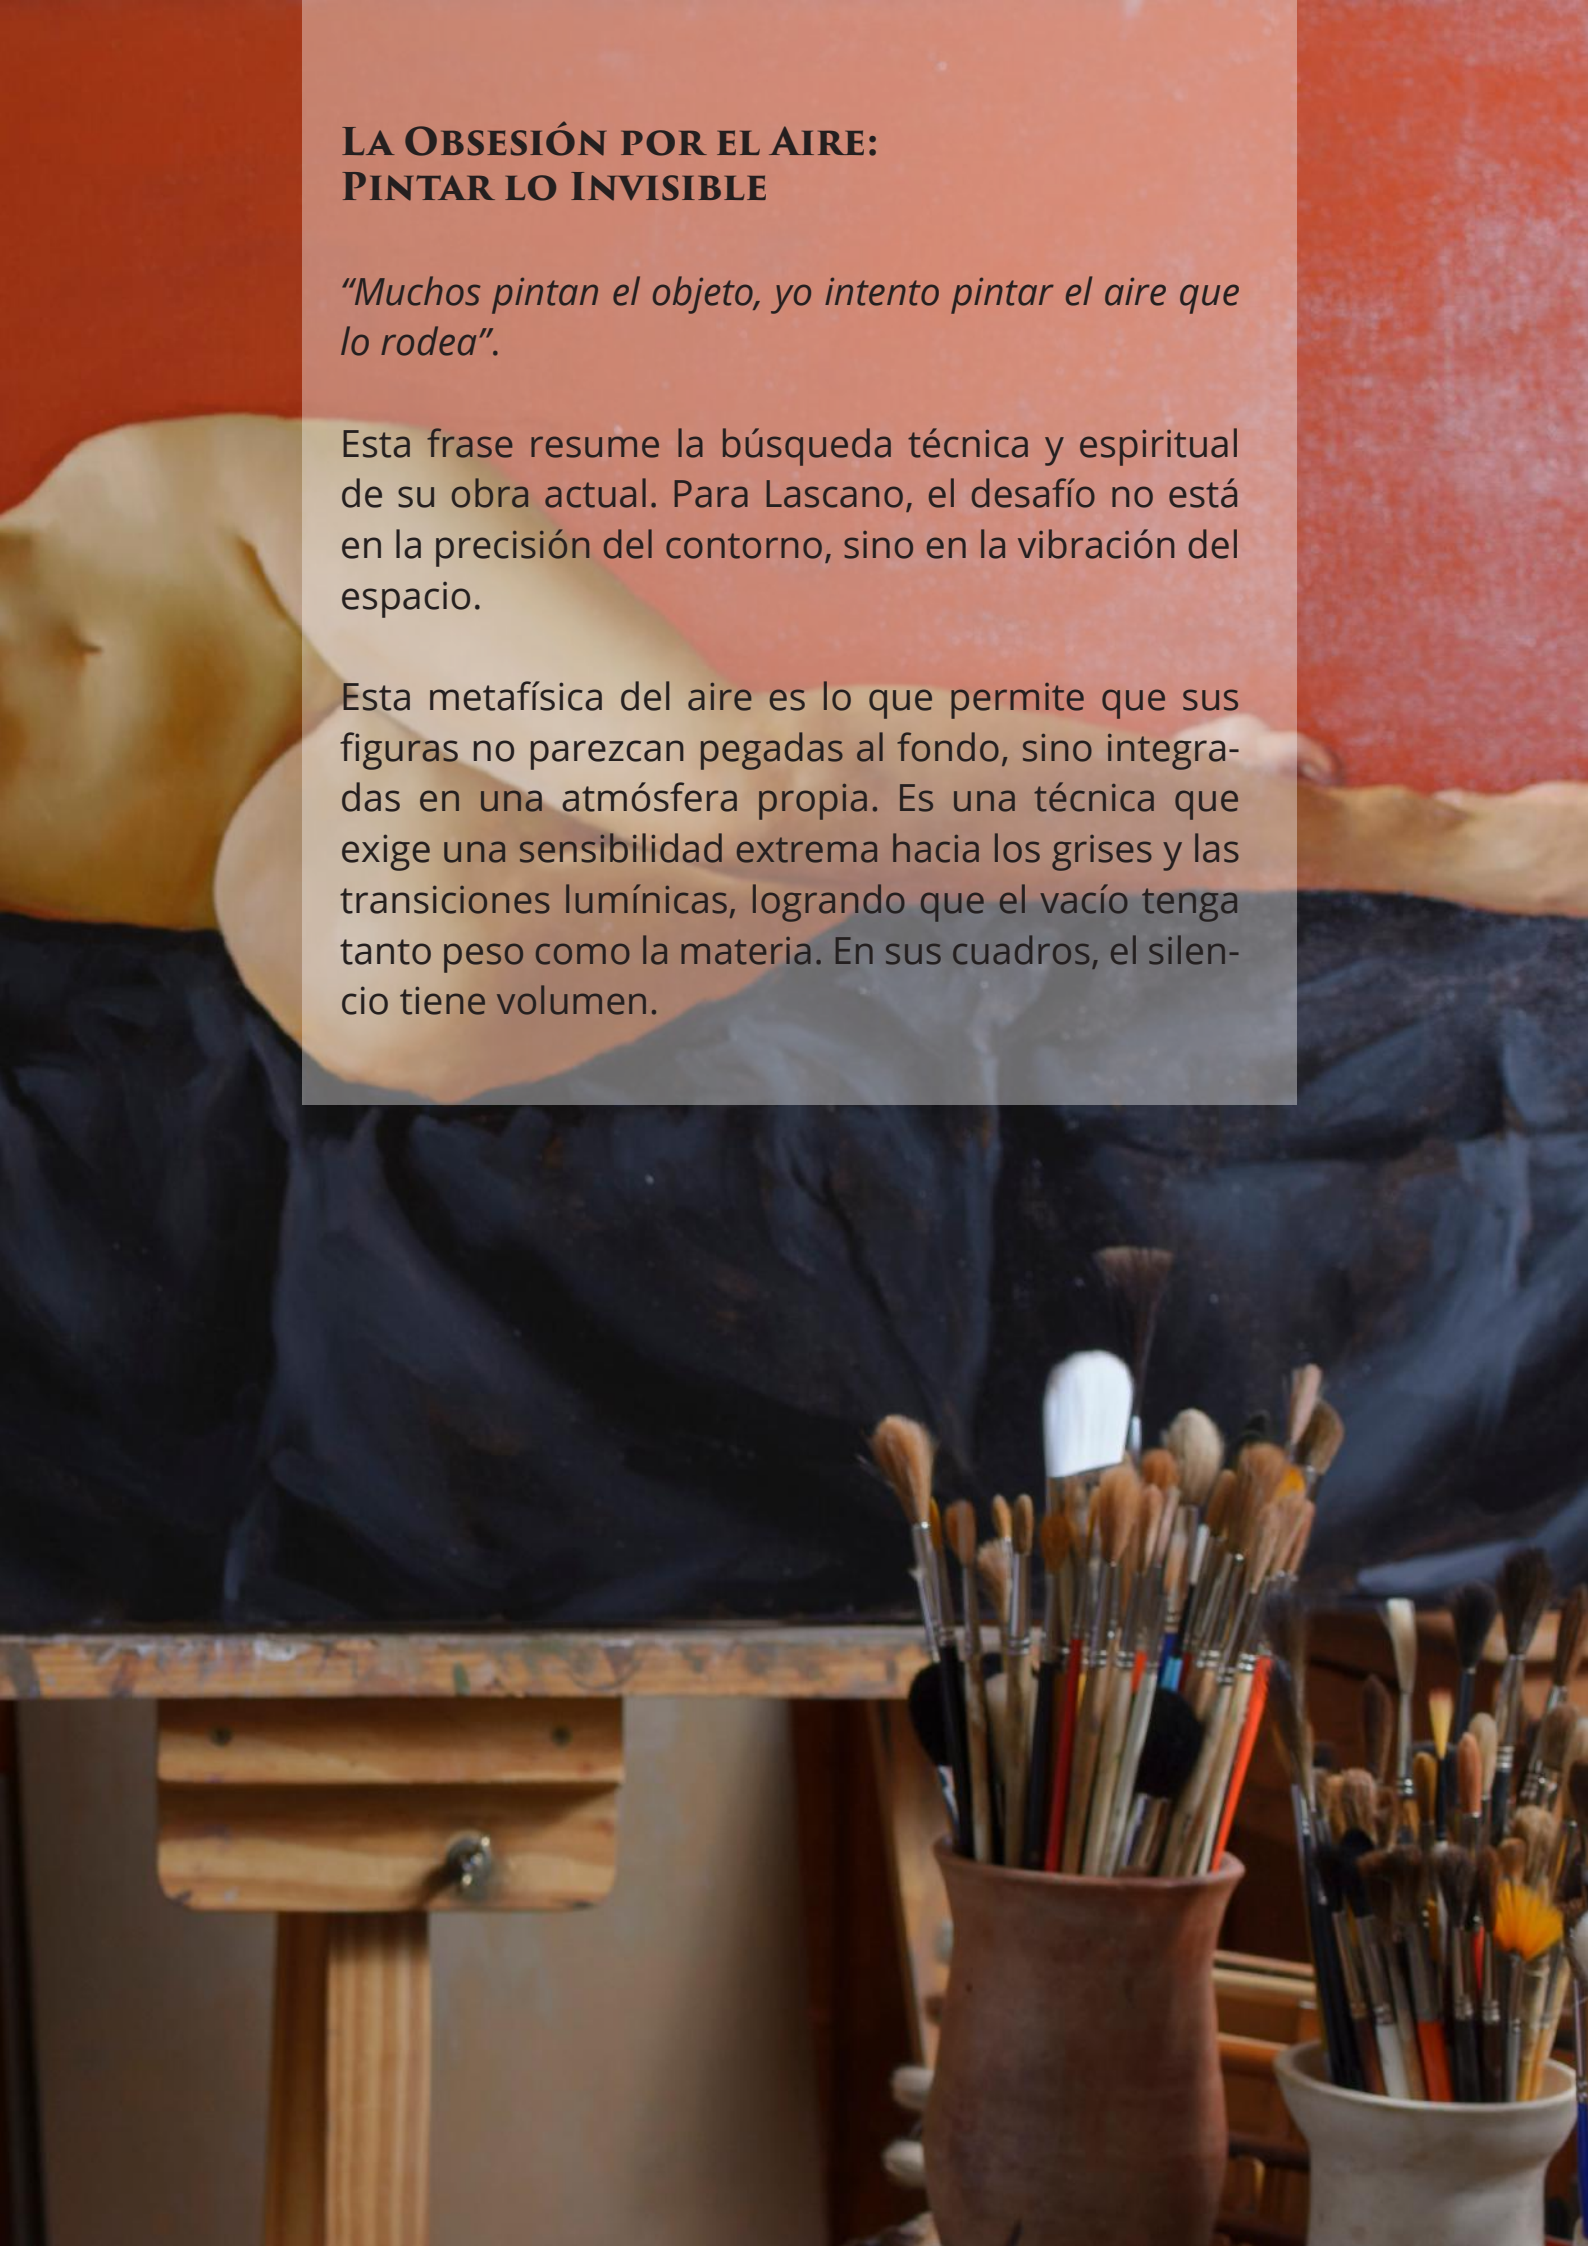 La Obsesión por el Aire:
Pintar lo Invisible
“Muchos pintan el objeto, yo intento pintar el aire que
lo rodea”.
Esta frase resume la búsqueda técnica y espiritual
de su obra actual. Para Lascano, el desafío no está
en la precisión del contorno, sino en la vibración del
espacio.
Esta metafísica del aire es lo que permite que sus
figuras no parezcan pegadas al fondo, sino integra-
das en una atmósfera propia. Es una técnica que
exige una sensibilidad extrema hacia los grises y las
transiciones lumínicas, logrando que el vacío tenga
tanto peso como la materia. En sus cuadros, el silen-
cio tiene volumen.